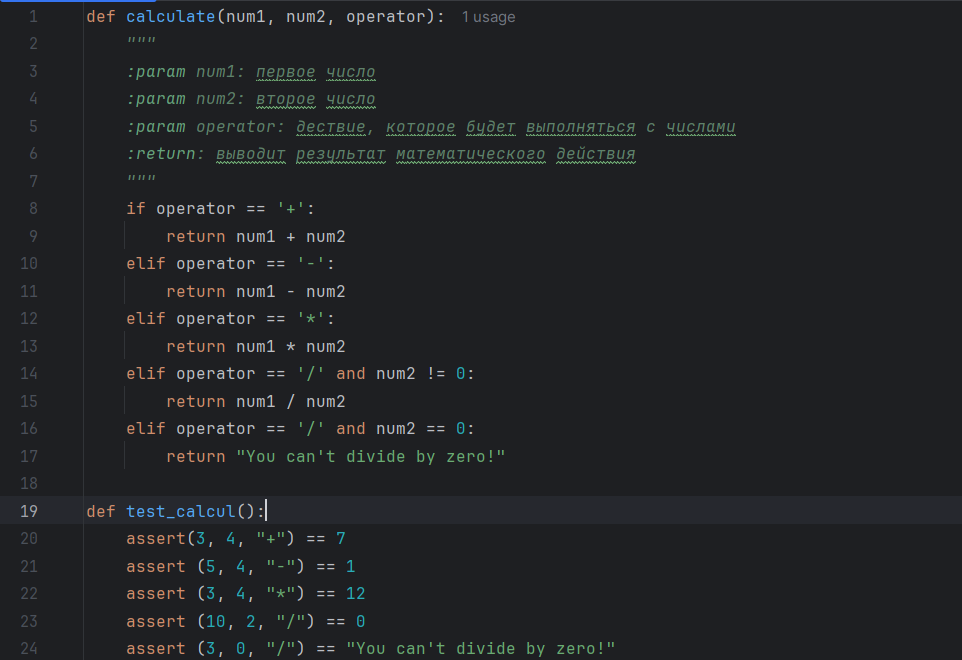 1 def calculate(num1, num2, operator): 1 usage
2 """
3 :param num1: первое число
4 :param num2: второе число
5 :param operator: дествие, которое будет выполняться с числами
6 :return: выводит результат математического действия
7 """
8 if operator == '+':
9 return num1 + num2
10 elif operator == '-':
11 return num1 - num2
12 elif operator == '*':
13 return num1 * num2
14 elif operator == '/' and num2 != 0:
15 return num1 / num2
16 elif operator == '/' and num2 == 0:
17 return "You can't divide by zero!"
18
19 def test_calcul():
20 assert(3, 4, "+") == 7
21 assert (5, 4, "-") == 1
22 assert (3, 4, "*") == 12
23 assert (10, 2, "/") == 0
24 assert (3, 0, "/") == "You can't divide by zero!"